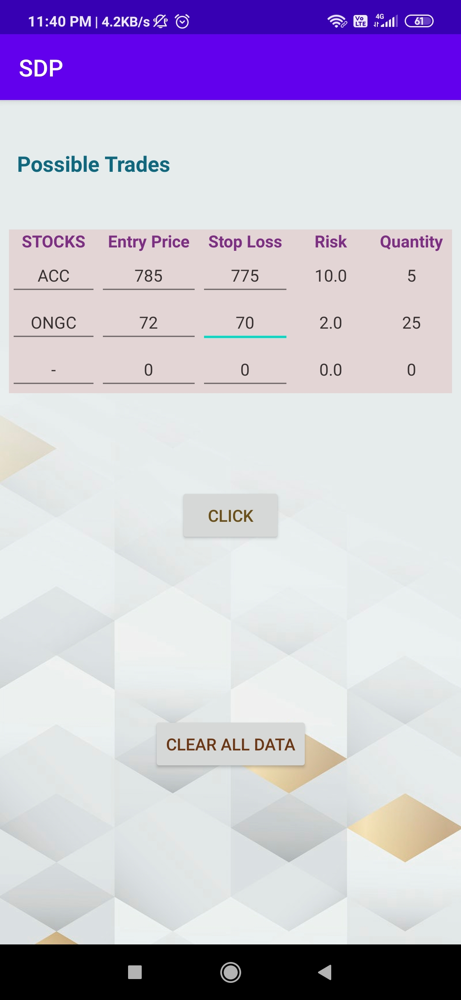 11:40 PM | 4.2KB/s Vo LTE 4G 61
SDP
Possible Trades
STOCKS Entry Price Stop Loss Risk Quantity
ACC 785 775 10.0 5
ONGC 72 70 2.0 25
- 0 0 0.0 0
CLICK
CLEAR ALL DATA